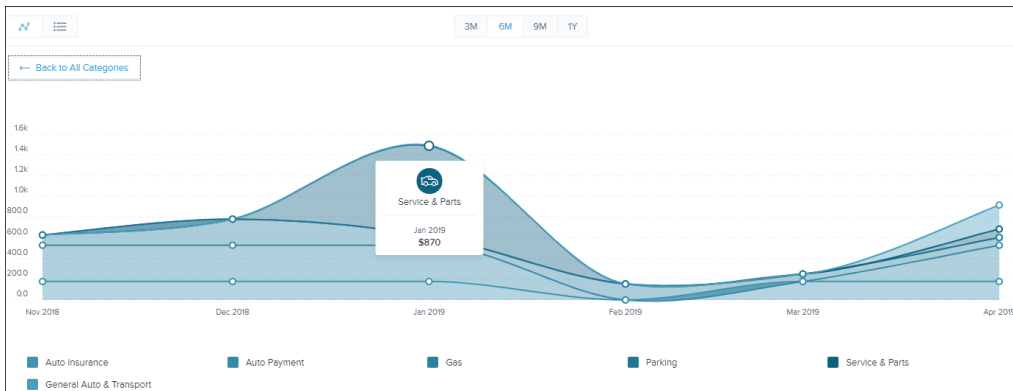 3M 6M 9M 1Y
← Back to All Categories
1.6k
1.4k
1.2k
1.0k
800.0
600.0
400.0
200.0
0.0
Service & Parts
Jan 2019
$870
Nov 2018 Dec 2018 Jan 2019 Feb 2019 Mar 2019 Apr 2019
Auto Insurance Auto Payment Gas Parking Service & Parts
General Auto & Transport